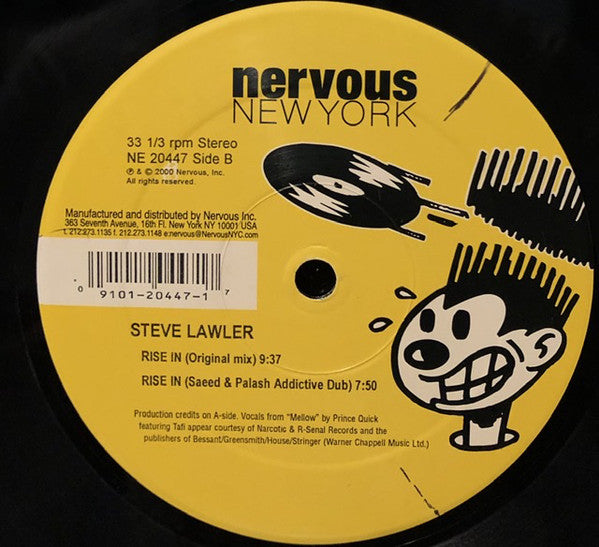 nervous
NEW YORK
33 1/3 rpm Stereo
NE 20447 Side B
℗ & © 2000 Nervous, Inc.
All rights reserved.
Manufactured and distributed by Nervous Inc.
363 Seventh Avenue, 16th Fl. New York NY 10001 USA
t. 212.273.1135 f. 212.273.1148 e:nervous@NervousNYC.com
0 9101-20447-1 7
STEVE LAWLER
RISE IN (Original mix) 9:37
RISE IN (Saeed & Palash Addictive Dub) 7:50
Production credits on A-side. Vocals from "Mellow" by Prince Quick
featuring Tafi appear courtesy of Narcotic & R-Senal Records and the
publishers of Bessant/Greensmith/House/Stringer (Warner Chappell Music Ltd.)